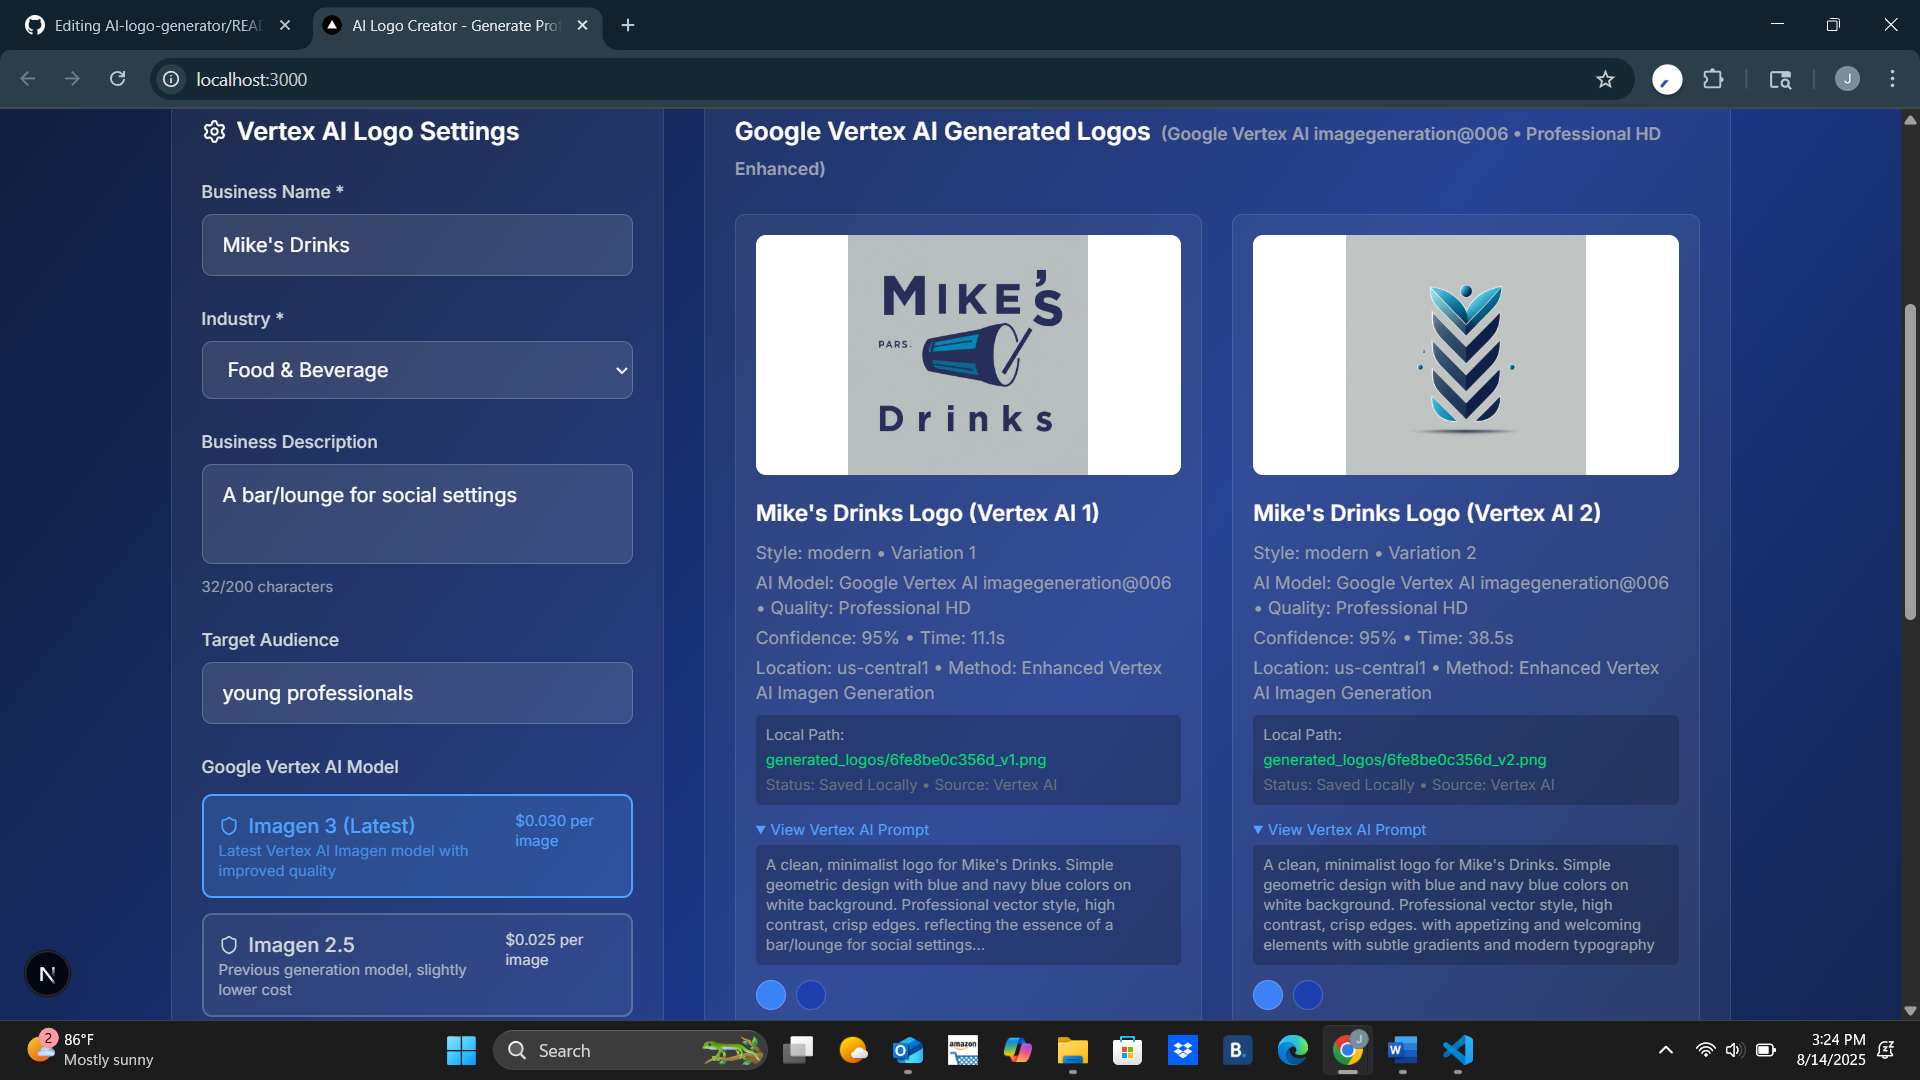 Editing AI-logo-generator/REA
AI Logo Creator - Generate Pro
localhost:3000
J
Vertex AI Logo Settings
Business Name *
Mike's Drinks
Industry *
Food & Beverage
Business Description
A bar/lounge for social settings
32/200 characters
Target Audience
young professionals
Google Vertex AI Model
Imagen 3 (Latest)
$0.030 per
image
Latest Vertex AI Imagen model with
improved quality
Imagen 2.5
$0.025 per
image
Previous generation model, slightly
lower cost
N
Google Vertex AI Generated Logos (Google Vertex AI imagegeneration@006 • Professional HD
Enhanced)
MIKE'S
PARS.
Drinks
Mike's Drinks Logo (Vertex AI 1)
Style: modern • Variation 1
AI Model: Google Vertex AI imagegeneration@006
• Quality: Professional HD
Confidence: 95% • Time: 11.1s
Location: us-central1 • Method: Enhanced Vertex
AI Imagen Generation
Local Path:
generated_logos/6fe8be0c356d_v1.png
Status: Saved Locally • Source: Vertex AI
▼ View Vertex AI Prompt
A clean, minimalist logo for Mike's Drinks. Simple
geometric design with blue and navy blue colors on
white background. Professional vector style, high
contrast, crisp edges. reflecting the essence of a
bar/lounge for social settings...
Mike's Drinks Logo (Vertex AI 2)
Style: modern • Variation 2
AI Model: Google Vertex AI imagegeneration@006
• Quality: Professional HD
Confidence: 95% • Time: 38.5s
Location: us-central1 • Method: Enhanced Vertex
AI Imagen Generation
Local Path:
generated_logos/6fe8be0c356d_v2.png
Status: Saved Locally • Source: Vertex AI
▼ View Vertex AI Prompt
A clean, minimalist logo for Mike's Drinks. Simple
geometric design with blue and navy blue colors on
white background. Professional vector style, high
contrast, crisp edges. with appetizing and welcoming
elements with subtle gradients and modern typography
2
86°F
Mostly sunny
Search
amazon
B.
J
W
3:24 PM
8/14/2025